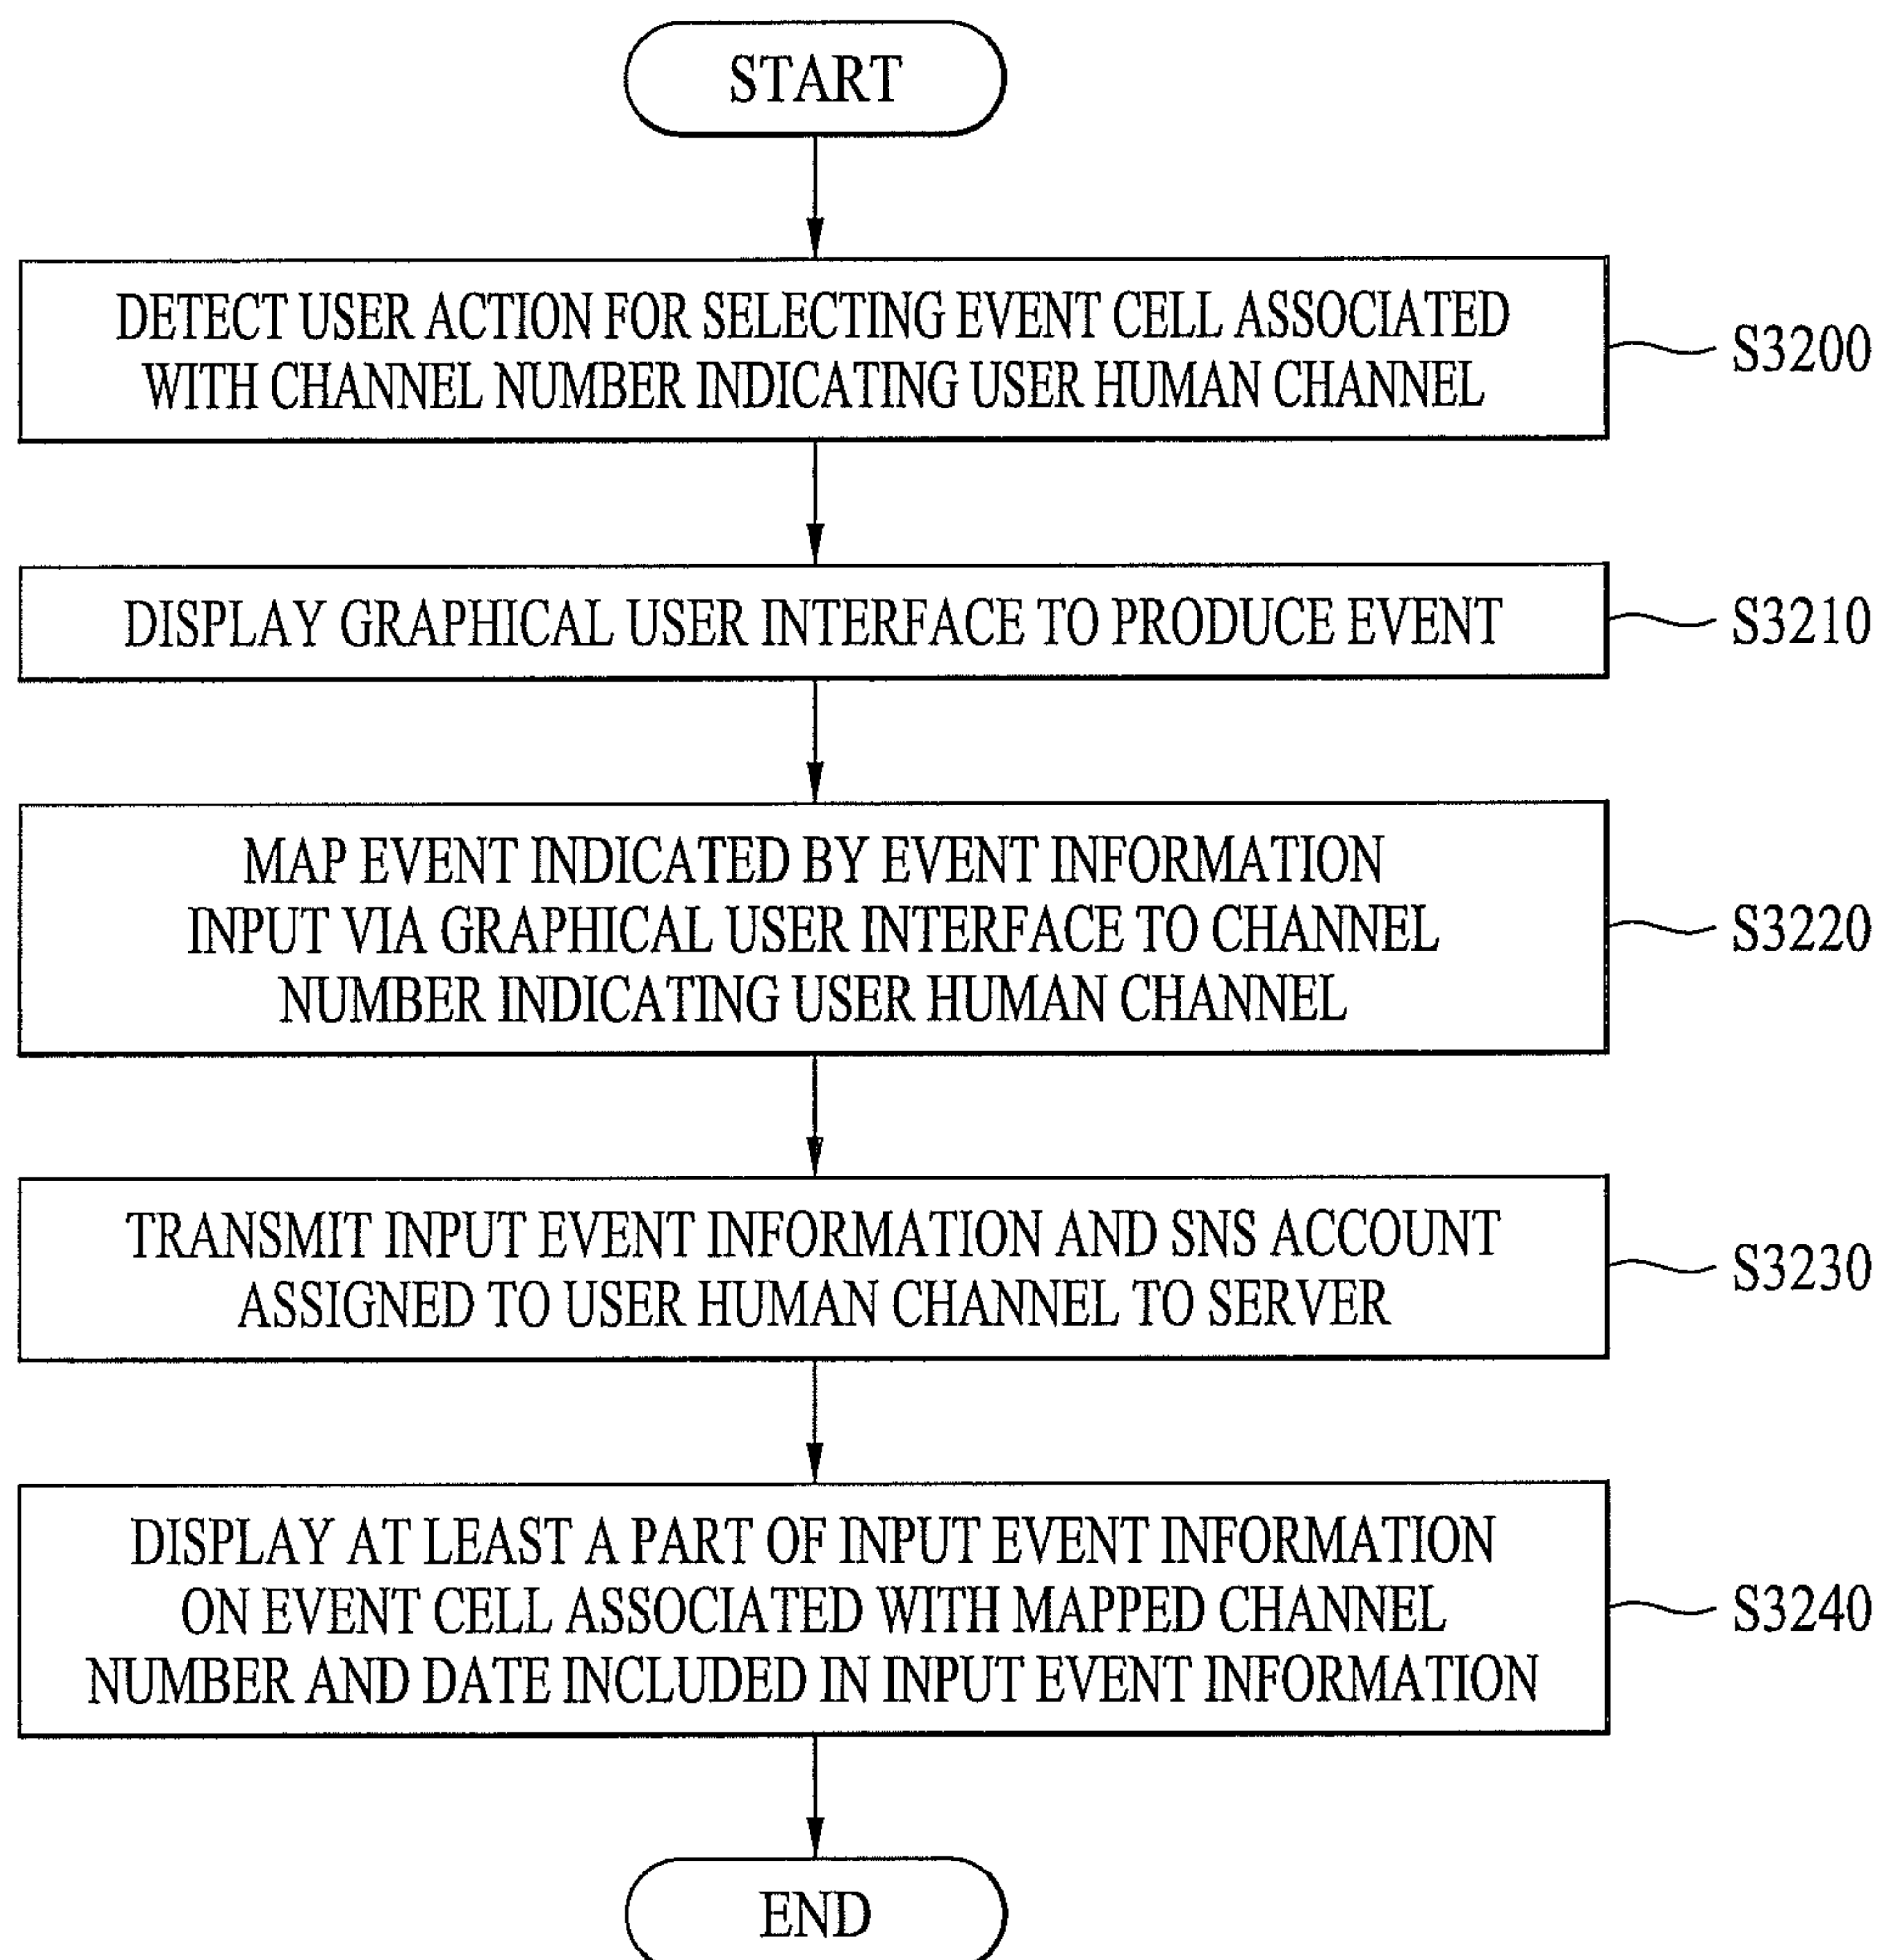 START
DETECT USER ACTION FOR SELECTING EVENT CELL ASSOCIATED
WITH CHANNEL NUMBER INDICATING USER HUMAN CHANNEL
S3200
DISPLAY GRAPHICAL USER INTERFACE TO PRODUCE EVENT
S3210
MAP EVENT INDICATED BY EVENT INFORMATION
INPUT VIA GRAPHICAL USER INTERFACE TO CHANNEL
NUMBER INDICATING USER HUMAN CHANNEL
S3220
TRANSMIT INPUT EVENT INFORMATION AND SNS ACCOUNT
ASSIGNED TO USER HUMAN CHANNEL TO SERVER
S3230
DISPLAY AT LEAST A PART OF INPUT EVENT INFORMATION
ON EVENT CELL ASSOCIATED WITH MAPPED CHANNEL
NUMBER AND DATE INCLUDED IN INPUT EVENT INFORMATION
S3240
END